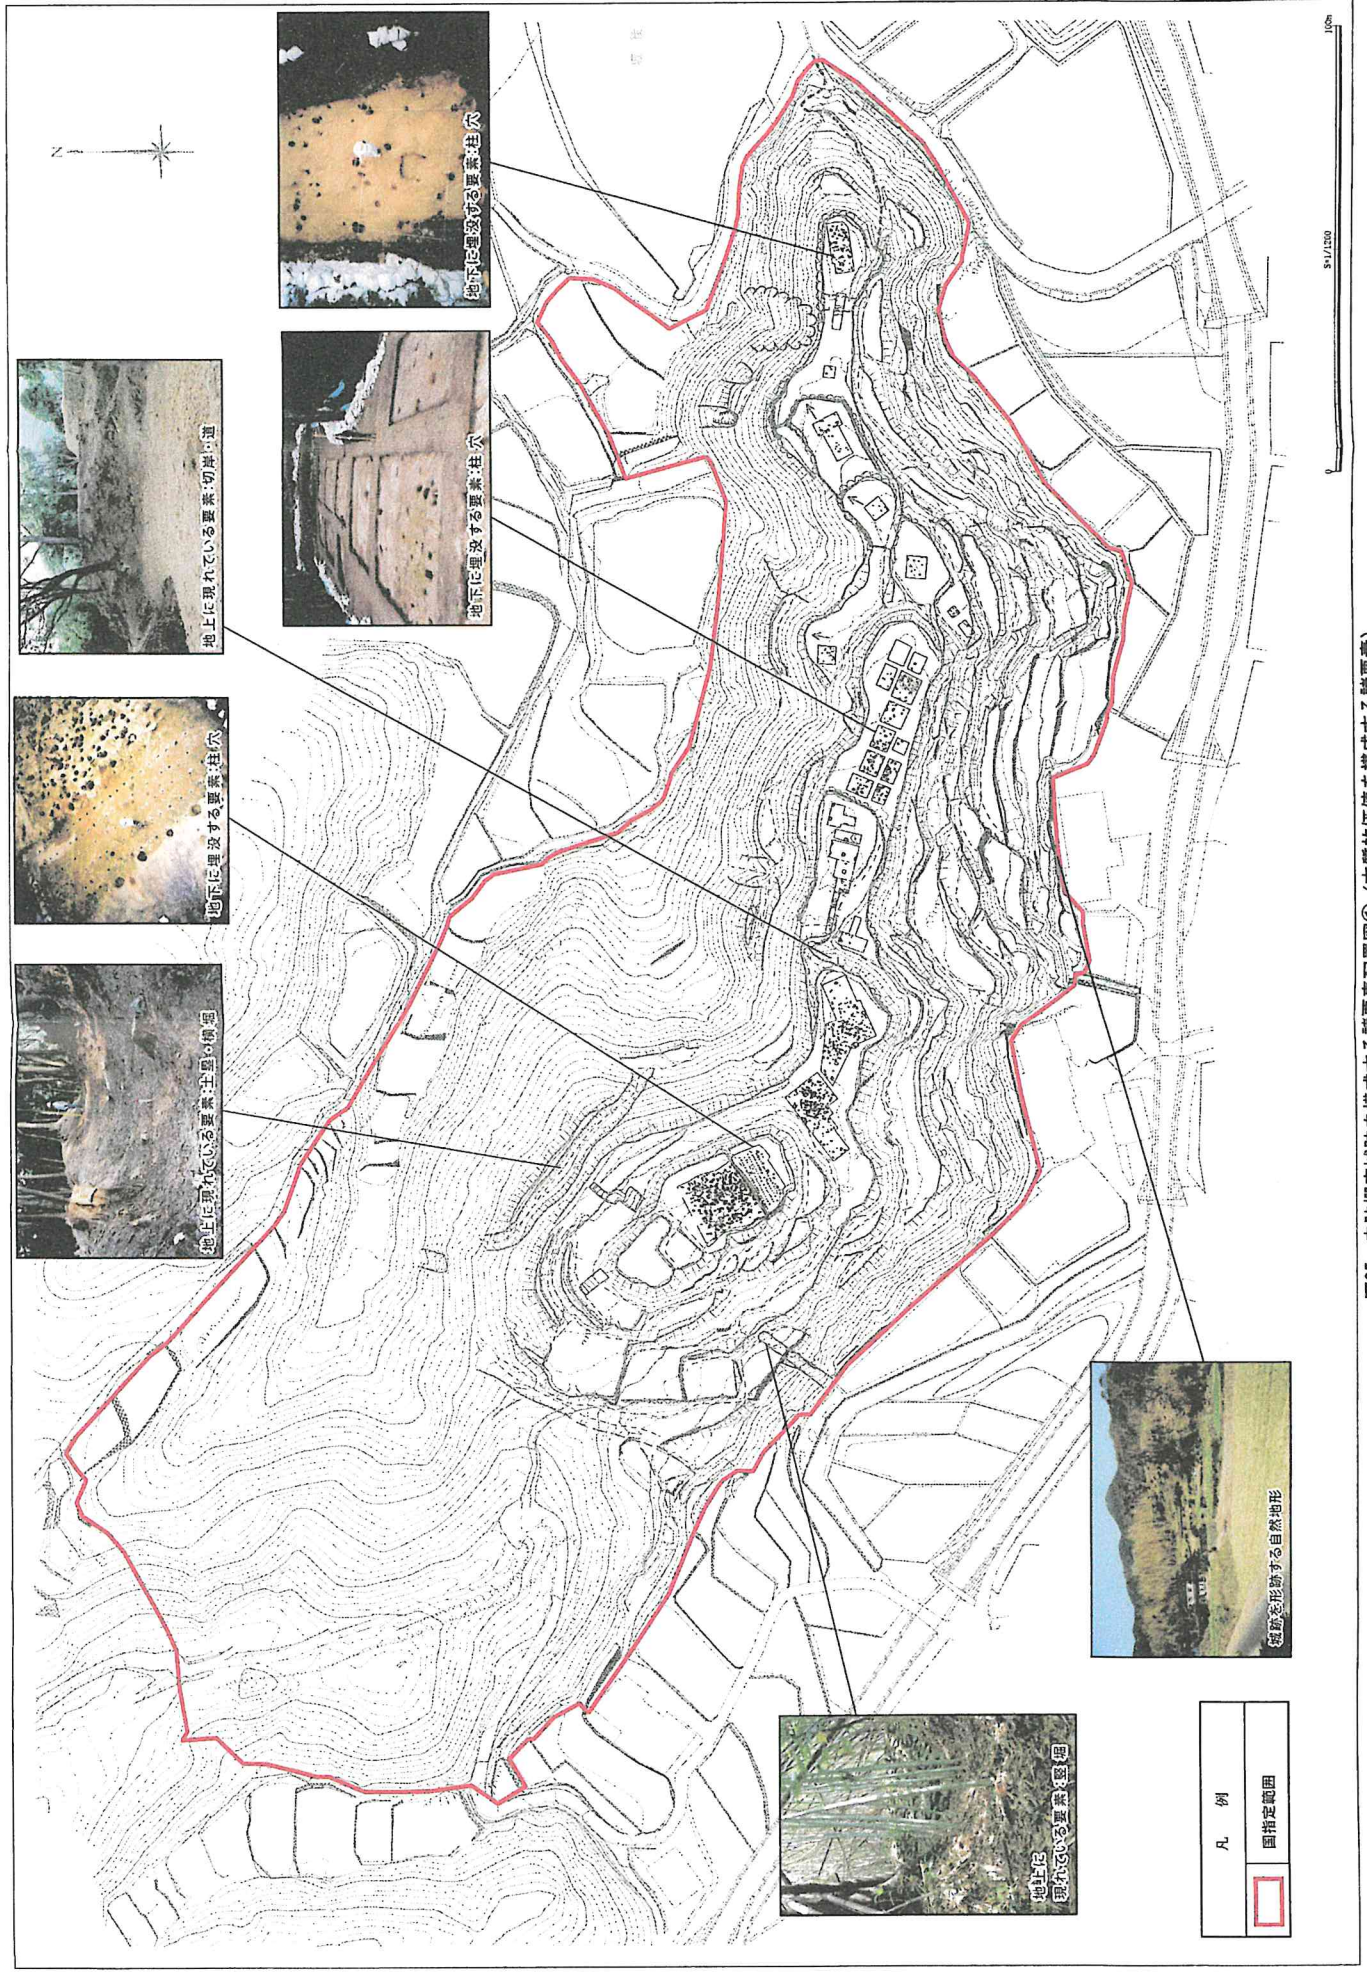 地上に現れている要素:土塁・横堀
地下に埋没する要素:柱穴
地上に現れている要素:切岸・道
地下に埋没する要素:柱穴
地下に埋没する要素:柱穴
N
地上に
現れている要素:竪堀
城跡を形跡する自然地形
凡 例
国指定範囲
0
S=1/1200
100m